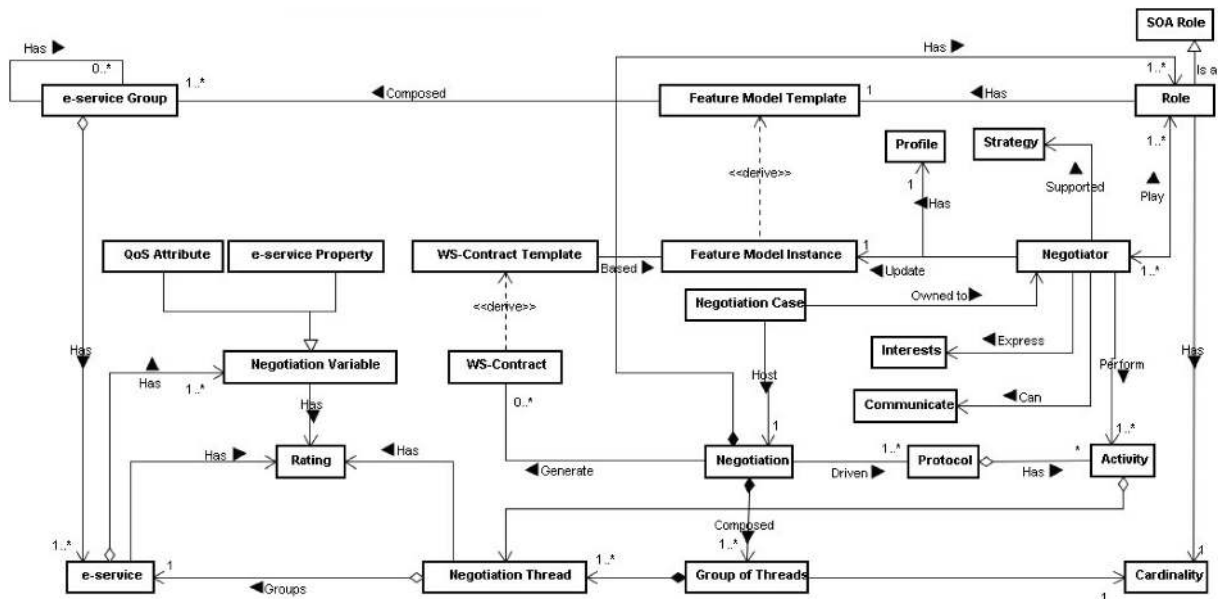 SOA Role
Has ▶
Has ▶
0..*
1..*
1..*
Is a
e-service Group
◀ Composed
Feature Model Template
1
◀ Has
Role
Profile
Strategy
1..*
<<derive>>
1
▲
Supported
▲
Play
◀ Has
QoS Attribute
e-service Property
WS-Contract Template
Based ▶
Feature Model Instance
1
◀ Update
Negotiator
1..*
<<derive>>
Negotiation Case
Owned to ▶
Has
▼
▲
Has
1..*
Negotiation Variable
WS-Contract
Interests
◀ Express
Perform
▼
Has
▼
Host
▼
Has
▼
0..*
Communicate
◀ Can
1
1..*
Has ▶
Rating
◀ Has
◀ Generate
Negotiation
Driven ▶
1..*
Protocol
Has ▶
*
Activity
Composed
▼
1..*
1..*
1..*
1
e-service
1
◀ Groups
Negotiation Thread
Group of Threads
Cardinality
1